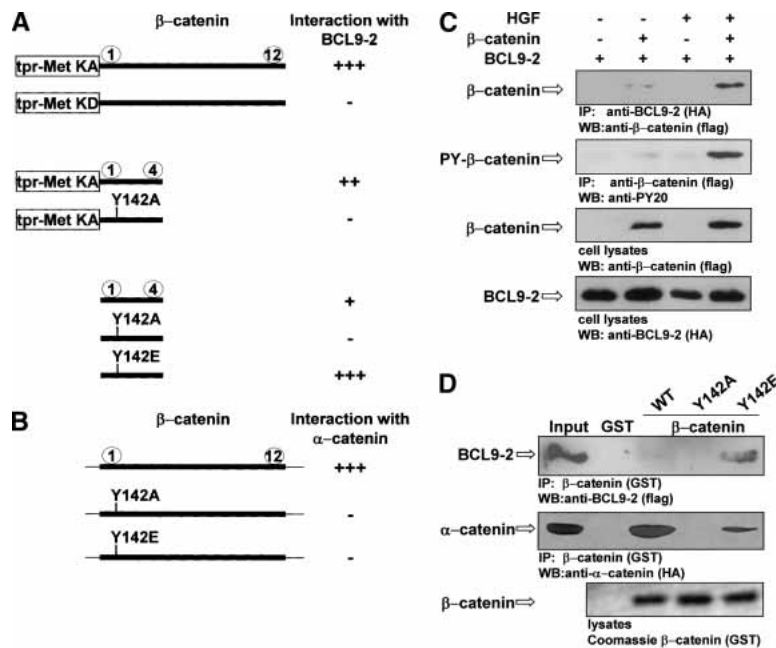 A
β–catenin
Interaction with
BCL9-2
1
12
tpr-Met KA
+++
tpr-Met KD
-
1
4
tpr-Met KA
++
Y142A
tpr-Met KA
-
1
4
+
Y142A
-
Y142E
+++
B
β–catenin
Interaction with
α–catenin
1
12
+++
Y142A
-
Y142E
-
C
HGF - - + +
β–catenin - + - +
BCL9-2 + + + +
β–catenin
IP: anti-BCL9-2 (HA)
WB:anti-β–catenin (flag)
PY-β–catenin
IP: anti-β–catenin (flag)
WB: anti-PY20
β–catenin
cell lysates
WB: anti-β–catenin (flag)
BCL9-2
cell lysates
WB: anti-BCL9-2 (HA)
D
WT Y142A Y142E
Input GST β–catenin
BCL9-2
IP: β–catenin (GST)
WB:anti-BCL9-2 (flag)
α–catenin
IP: β–catenin (GST)
WB:anti-α–catenin (HA)
β–catenin
lysates
Coomassie β–catenin (GST)